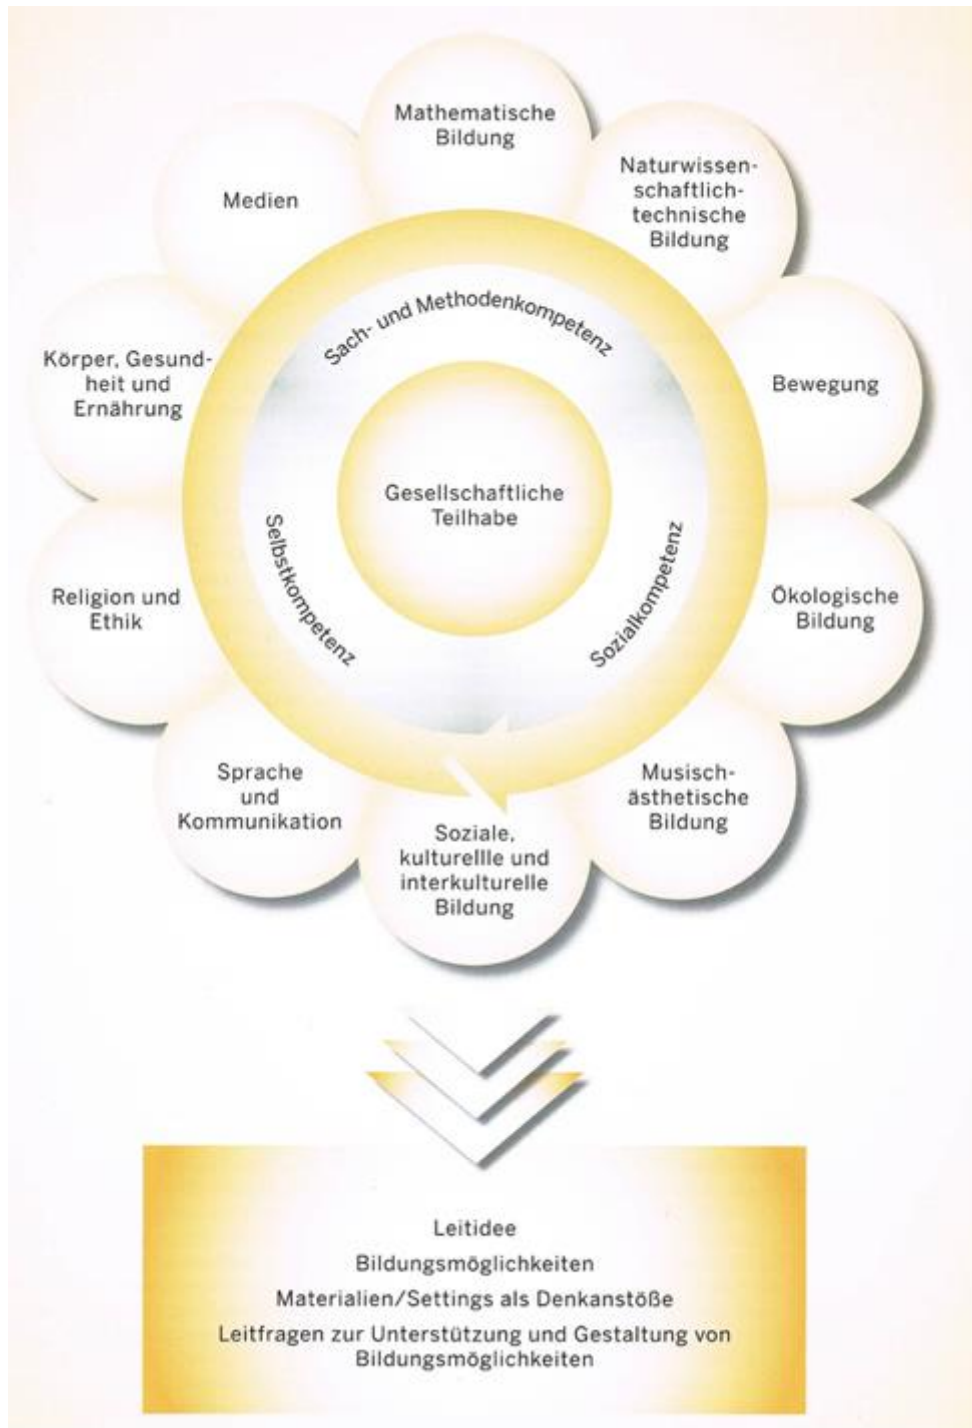 Mathematische
Bildung
Naturwissen-
schaftlich-
technische
Bildung
Bewegung
Ökologische
Bildung
Musisch-
ästhetische
Bildung
Soziale,
kulturellle und
interkulturelle
Bildung
Sprache
und
Kommunikation
Religion und
Ethik
Körper, Gesund-
heit und
Ernährung
Medien
Sach- und Methodenkompetenz
Sozialkompetenz
Selbstkompetenz
Gesellschaftliche
Teilhabe
Leitidee
Bildungsmöglichkeiten
Materialien/Settings als Denkanstöße
Leitfragen zur Unterstützung und Gestaltung von
Bildungsmöglichkeiten